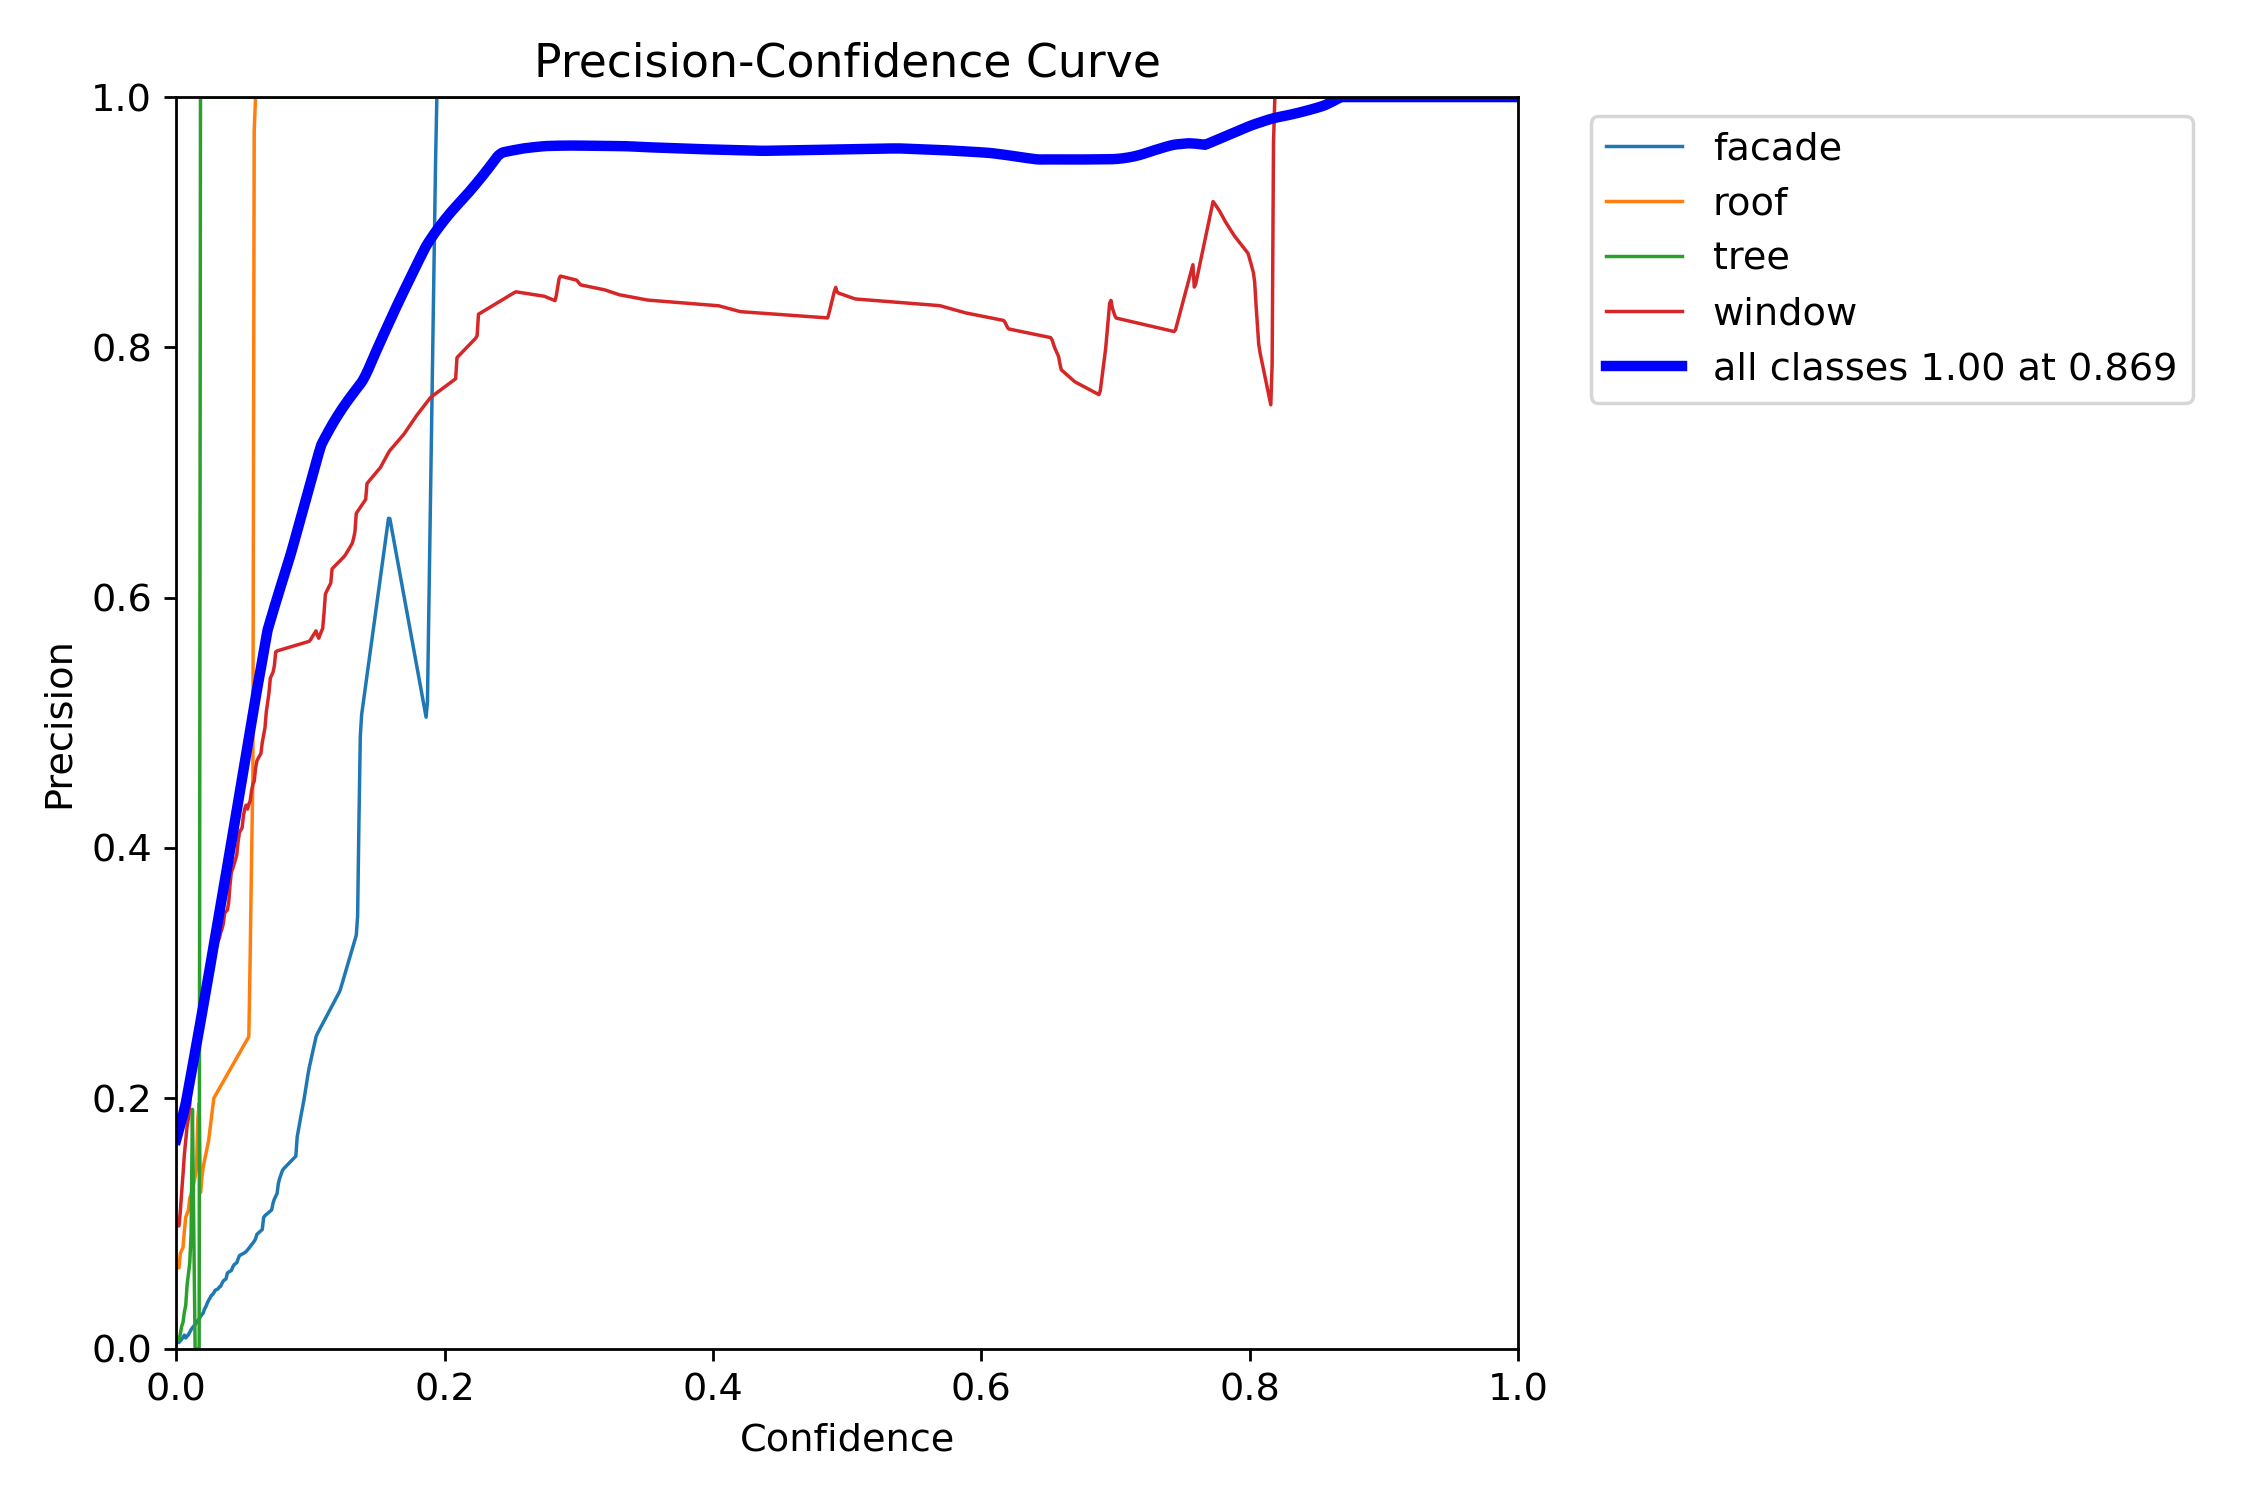 Precision-Confidence Curve
1.0
0.8
0.6
0.4
0.2
0.0
Precision
0.0 0.2 0.4 0.6 0.8 1.0
Confidence
facade
roof
tree
window
all classes 1.00 at 0.869